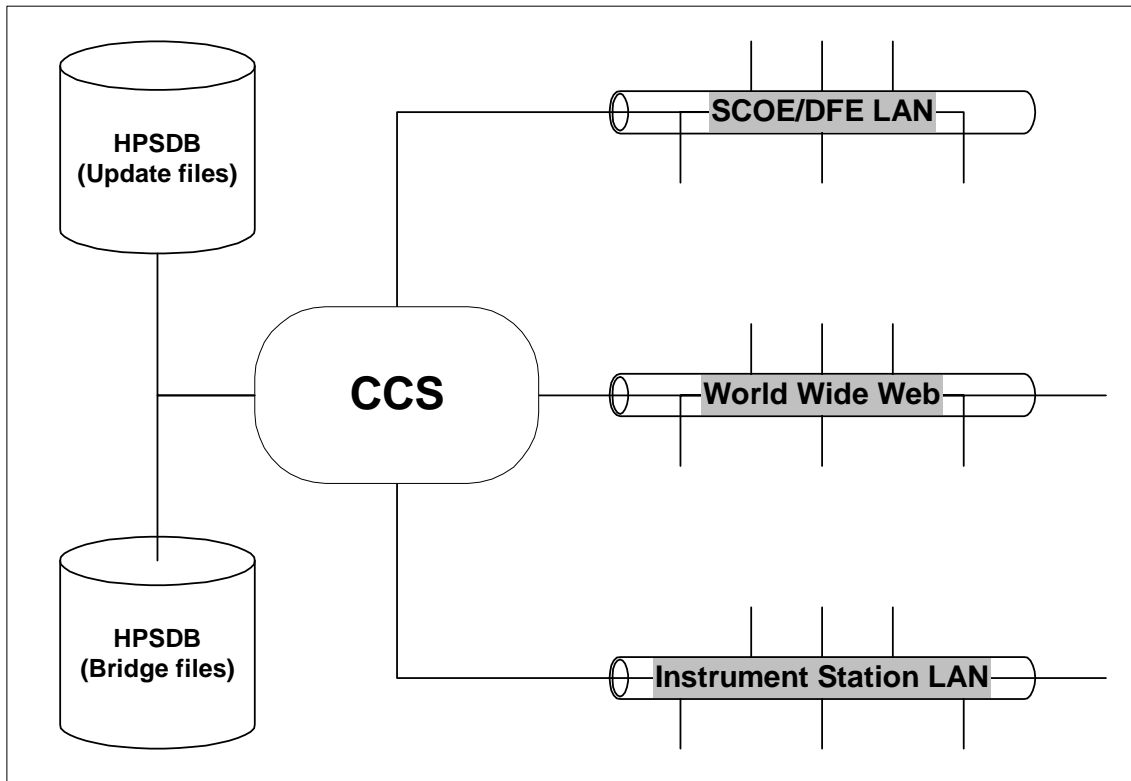 HPSDB
(Update files)
SCOE/DFE LAN
CCS
World Wide Web
HPSDB
(Bridge files)
Instrument Station LAN